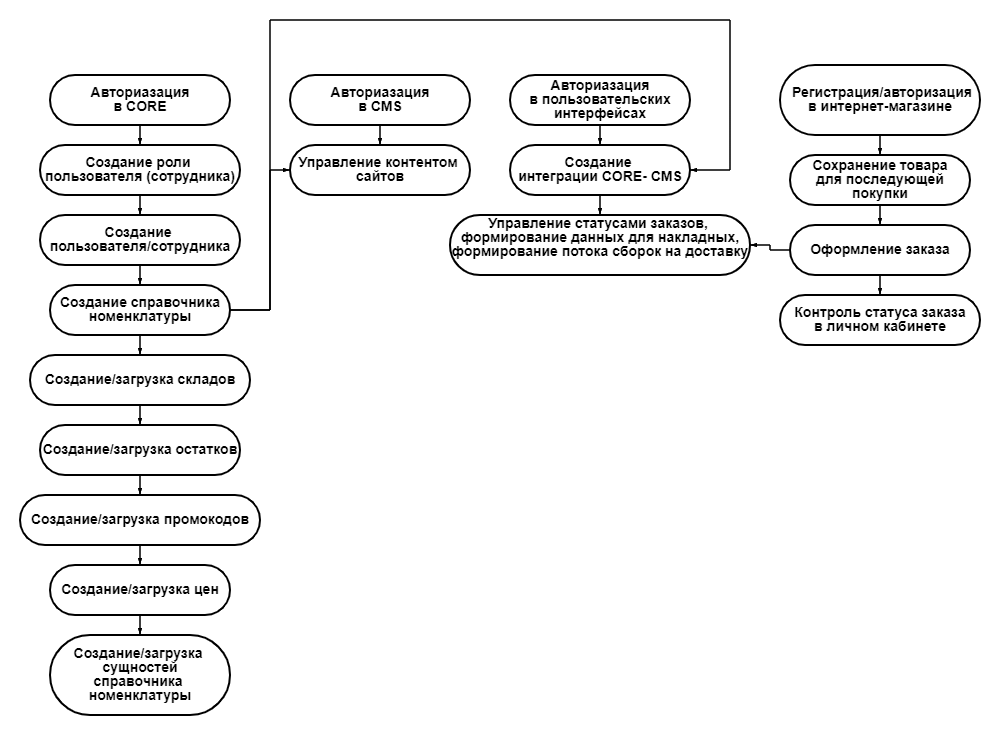 Авториазация
в CORE
Создание роли
пользователя (сотрудника)
Создание
пользователя/сотрудника
Создание справочника
номенклатуры
Создание/загрузка складов
Создание/загрузка остатков
Создание/загрузка промокодов
Создание/загрузка цен
Создание/загрузка
сущностей
справочника
номенклатуры
Авториазация
в CMS
Управление контентом
сайтов
Авториазация
в пользовательских
интерфейсах
Создание
интеграции CORE- CMS
Управление статусами заказов,
формирование данных для накладных,
формирование потока сборок на доставку
Регистрация/авторизация
в интернет-магазине
Сохранение товара
для последующей
покупки
Оформление заказа
Контроль статуса заказа
в личном кабинете